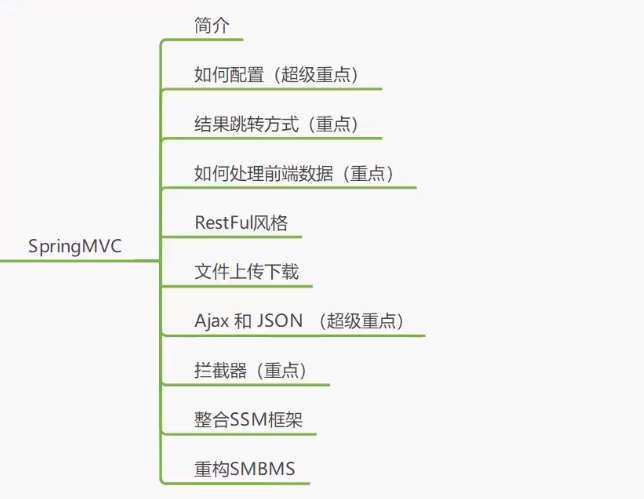 简介
如何配置（超级重点）
结果跳转方式（重点）
如何处理前端数据（重点）
RestFul风格
SpringMVC
文件上传下载
Ajax 和 JSON （超级重点）
拦截器（重点）
整合SSM框架
重构SMBMS